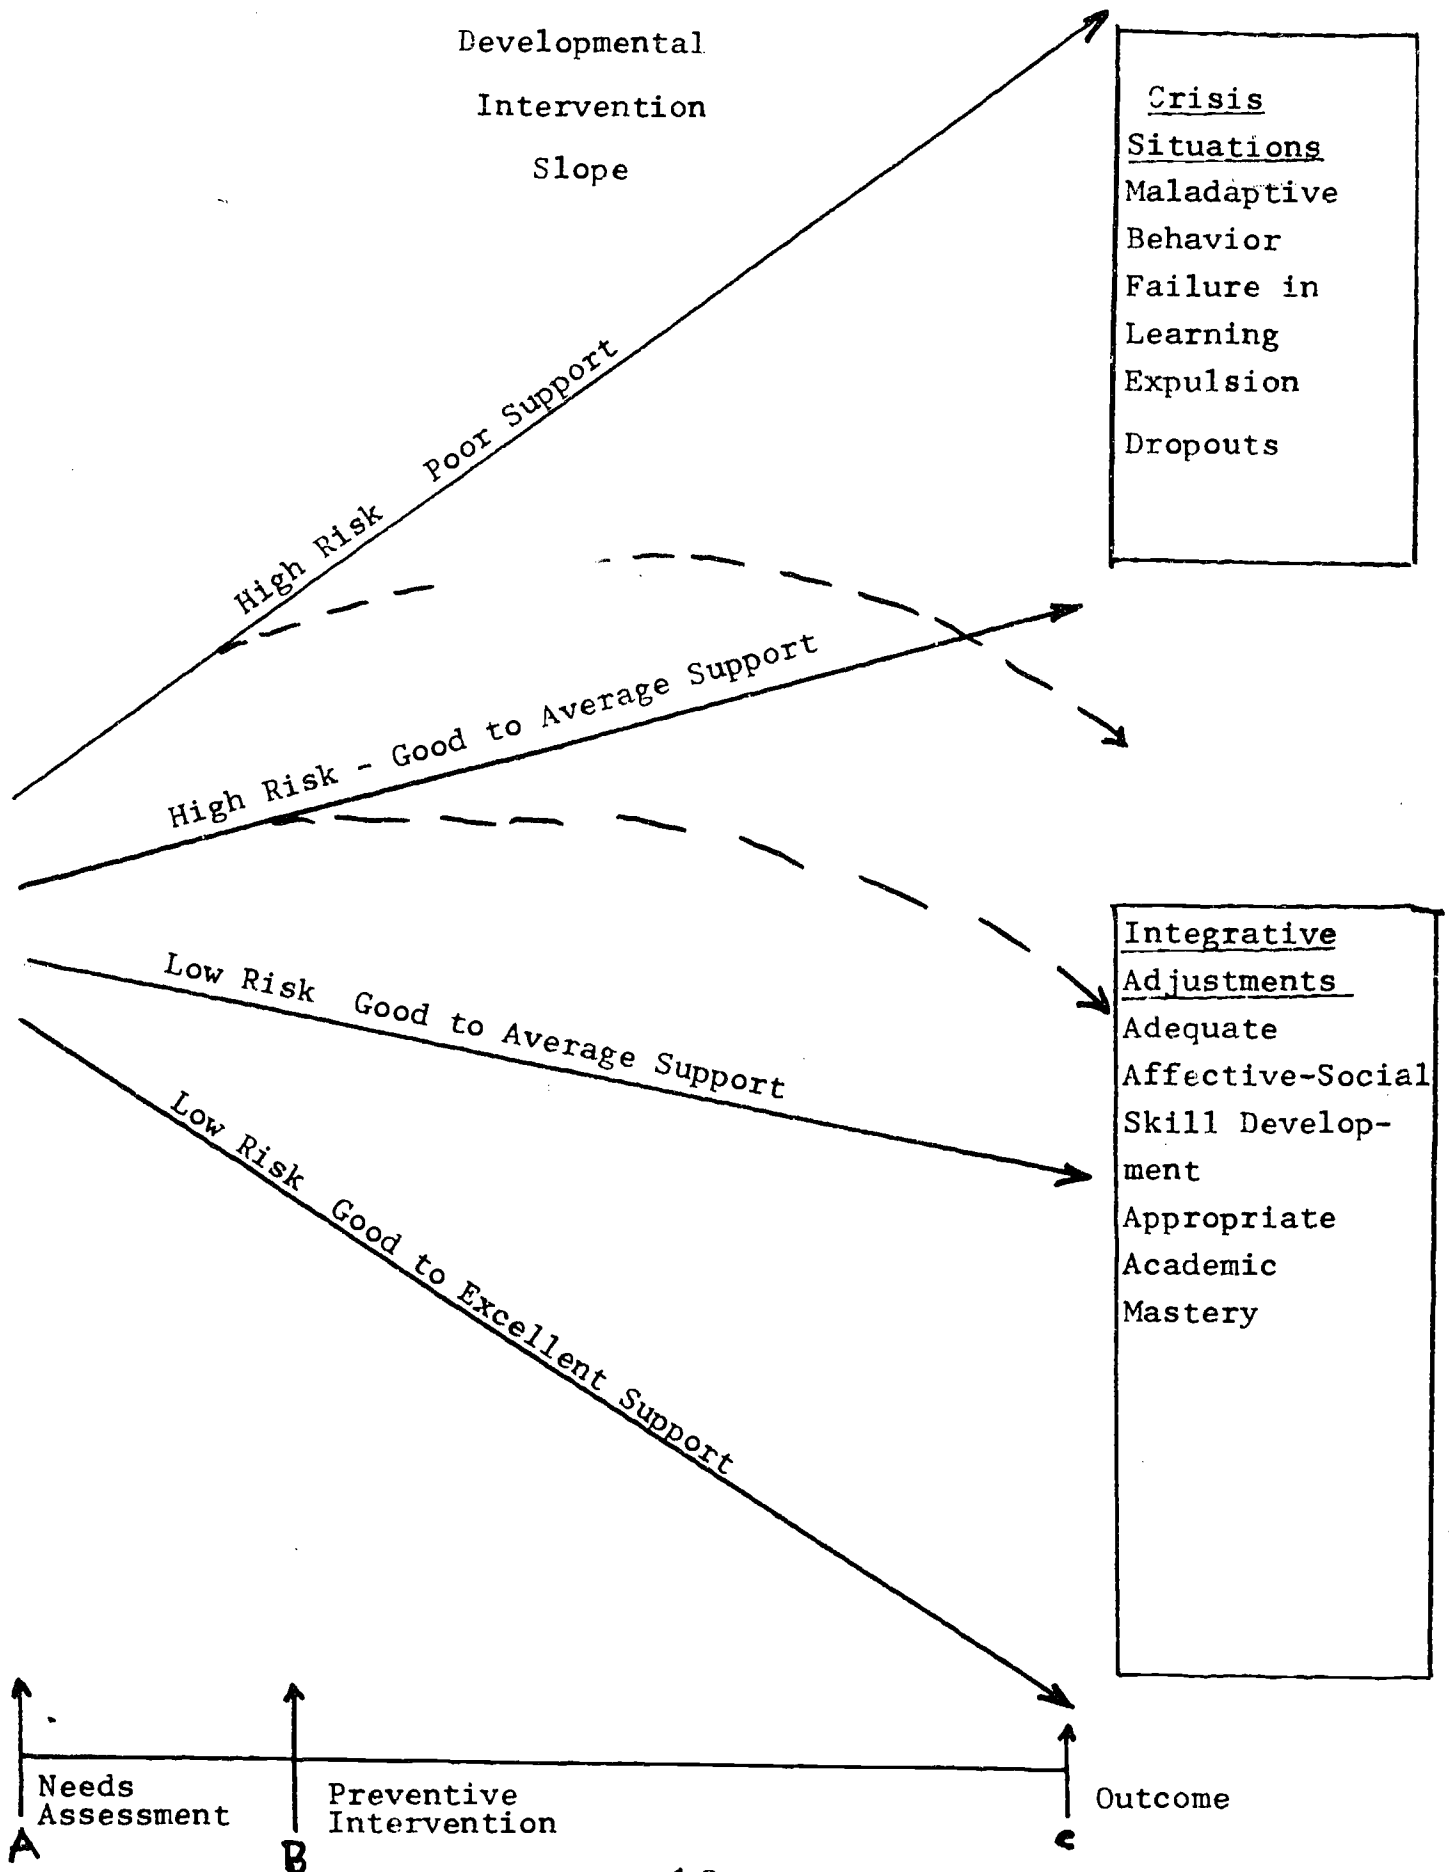 Developmental
Intervention
Slope
Crisis
Situations
Maladaptive
Behavior
Failure in
Learning
Expulsion
Dropouts
High Risk Poor Support
High Risk - Good to Average Support
Low Risk Good to Average Support
Low Risk Good to Excellent Support
Integrative
Adjustments
Adequate
Affective-Social
Skill Develop-
ment
Appropriate
Academic
Mastery
Needs
Assessment
A
Preventive
Intervention
B
Outcome
C